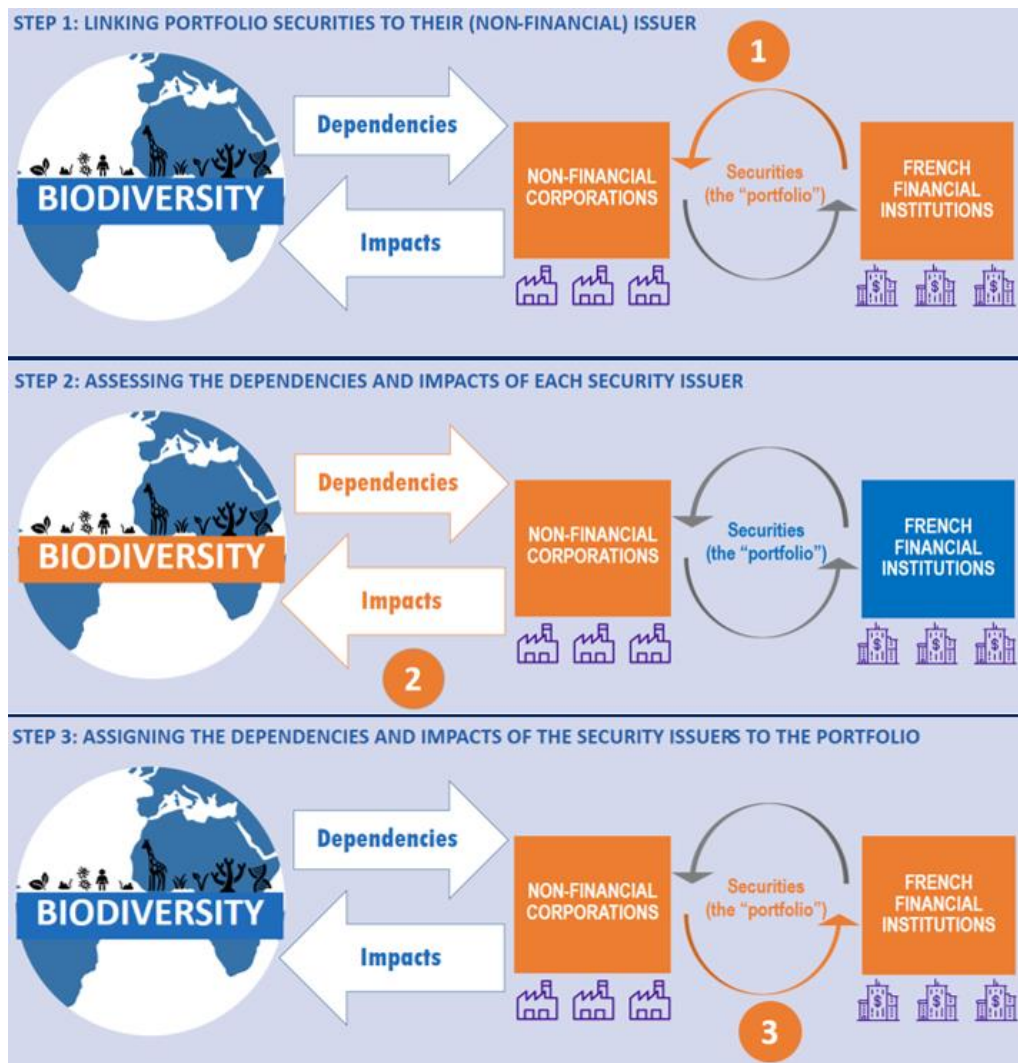 STEP 1: LINKING PORTFOLIO SECURITIES TO THEIR (NON-FINANCIAL) ISSUER
1
Dependencies
BIODIVERSITY
Impacts
NON-FINANCIAL
CORPORATIONS
Securities
(the “portfolio”)
FRENCH
FINANCIAL
INSTITUTIONS
$
$
$
STEP 2: ASSESSING THE DEPENDENCIES AND IMPACTS OF EACH SECURITY ISSUER
Dependencies
BIODIVERSITY
Impacts
2
NON-FINANCIAL
CORPORATIONS
Securities
(the “portfolio”)
FRENCH
FINANCIAL
INSTITUTIONS
$
$
$
STEP 3: ASSIGNING THE DEPENDENCIES AND IMPACTS OF THE SECURITY ISSUERS TO THE PORTFOLIO
Dependencies
BIODIVERSITY
Impacts
NON-FINANCIAL
CORPORATIONS
Securities
(the “portfolio”)
FRENCH
FINANCIAL
INSTITUTIONS
3
$
$
$